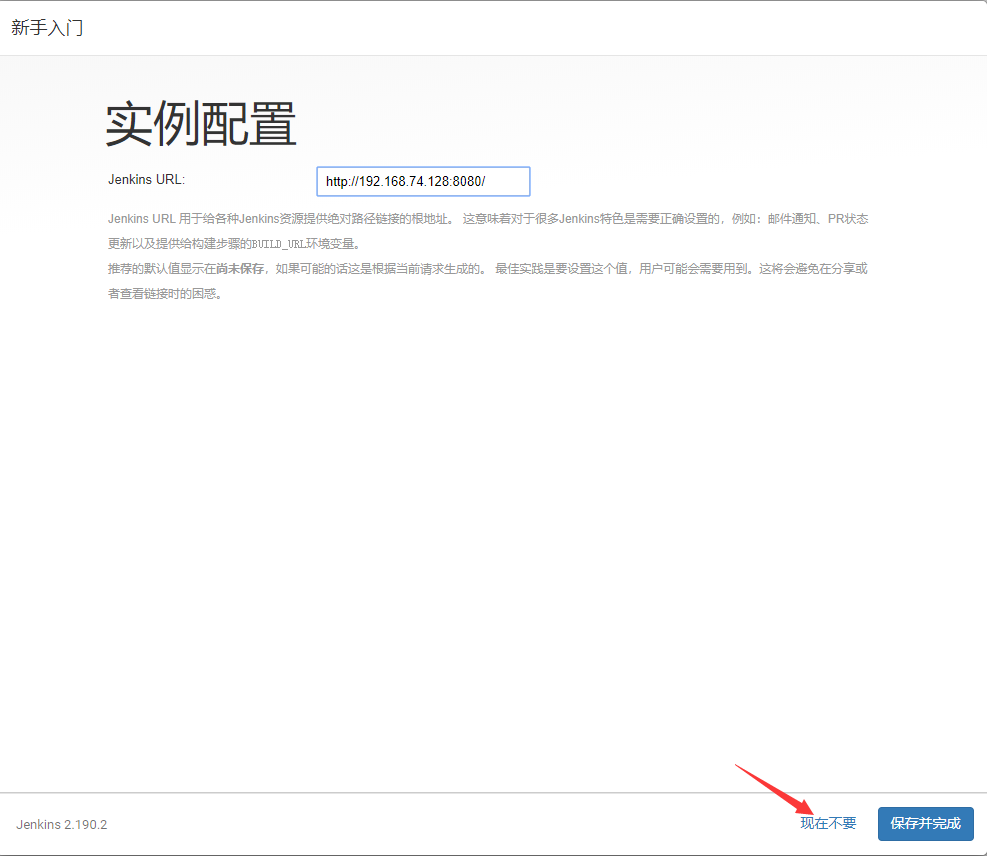 新手入门
实例配置
Jenkins URL:
http://192.168.74.128:8080/
Jenkins URL 用于给各种Jenkins资源提供绝对路径链接的根地址。 这意味着对于很多Jenkins特色是需要正确设置的，例如：邮件通知、PR状态
更新以及提供给构建步骤的BUILD_URL环境变量。
推荐的默认值显示在尚未保存，如果可能的话这是根据当前请求生成的。 最佳实践是要设置这个值，用户可能会需要用到。这将会避免在分享或
者查看链接时的困惑。
Jenkins 2.190.2
现在不要
保存并完成